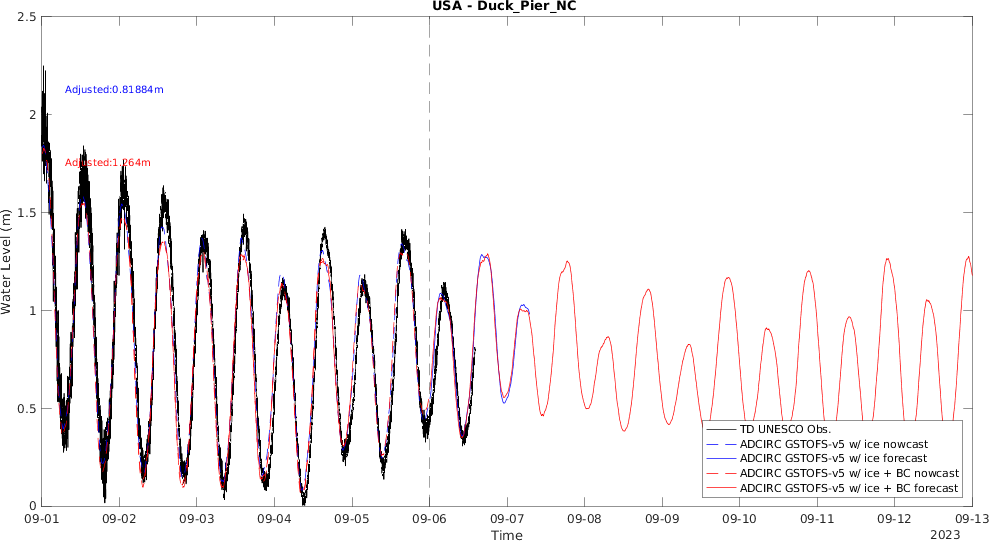 USA - Duck_Pier_NC
Water Level (m)
2.5
2
1.5
1
0.5
0
Adjusted:0.81884m
Adjusted:1.264m
TD UNESCO Obs.
ADCIRC GSTOFS-v5 w/ ice nowcast
ADCIRC GSTOFS-v5 w/ ice forecast
ADCIRC GSTOFS-v5 w/ ice + BC nowcast
ADCIRC GSTOFS-v5 w/ ice + BC forecast
09-01 09-02 09-03 09-04 09-05 09-06 09-07 09-08 09-09 09-10 09-11 09-12 09-13
Time
2023